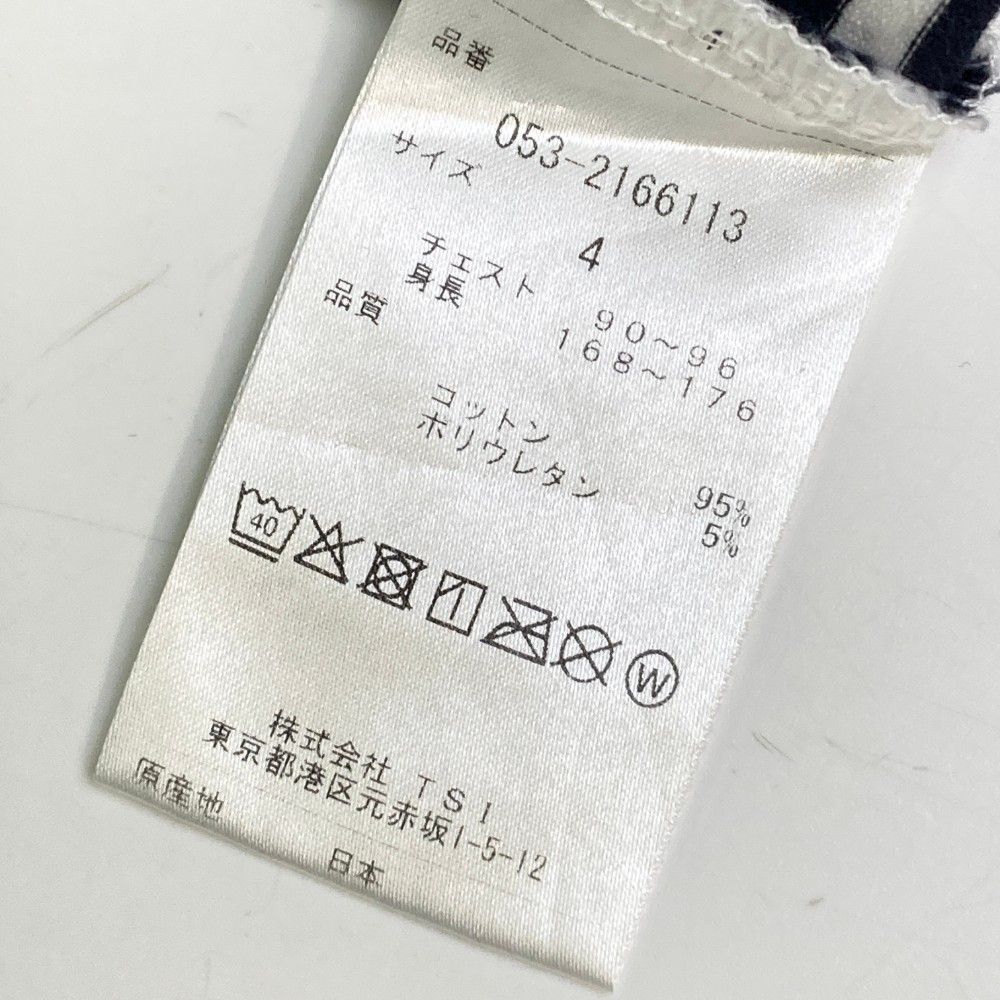 品番
053-2166113
サイズ
4
チェスト 90～96
身長 168～176
品質
コットン 95%
ポリウレタン 5%
40
W
株式会社 TSI
東京都港区元赤坂1-5-12
原産地
日本